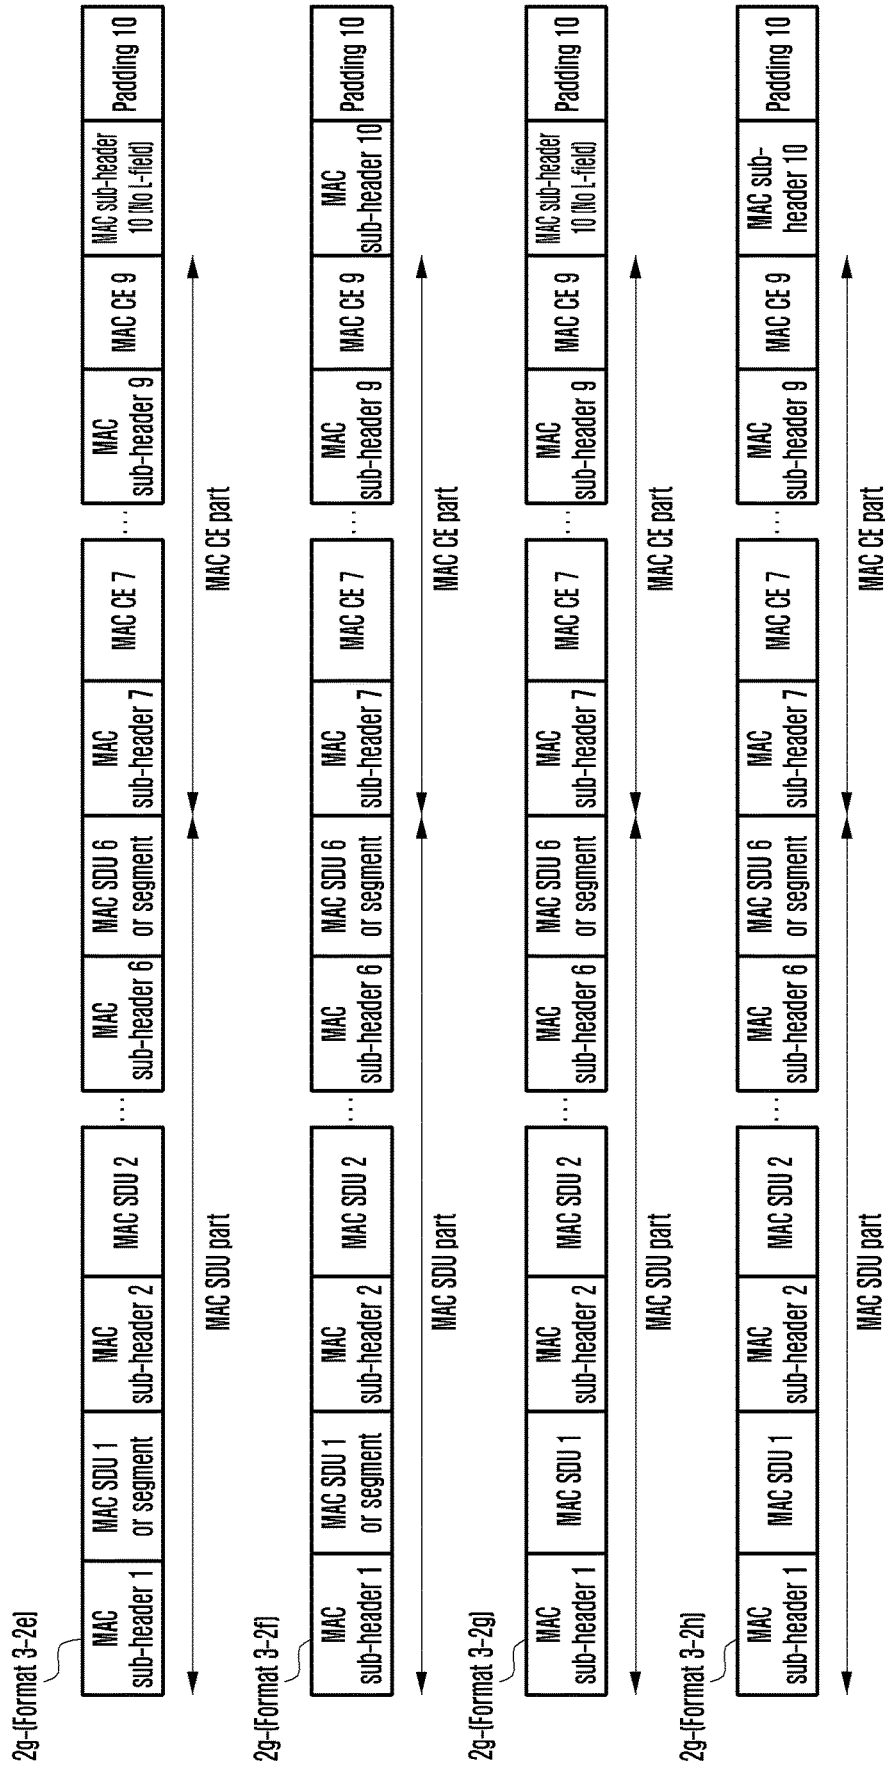 2g-(Format 3-2e)
MAC
sub-header 1
MAC SDU 1
or segment
MAC
sub-header 2
MAC SDU 2
...
MAC
sub-header 6
MAC SDU 6
or segment
MAC
sub-header 7
MAC CE 7
...
MAC
sub-header 9
MAC CE 9
MAC sub-header
10 (No L-field)
Padding 10
MAC SDU part
MAC CE part
2g-(Format 3-2f)
MAC
sub-header 1
MAC SDU 1
or segment
MAC
sub-header 2
MAC SDU 2
...
MAC
sub-header 6
MAC SDU 6
or segment
MAC
sub-header 7
MAC CE 7
...
MAC
sub-header 9
MAC CE 9
MAC
sub-header 10
Padding 10
MAC SDU part
MAC CE part
2g-(Format 3-2g)
MAC
sub-header 1
MAC SDU 1
MAC
sub-header 2
MAC SDU 2
...
MAC
sub-header 6
MAC SDU 6
or segment
MAC
sub-header 7
MAC CE 7
...
MAC
sub-header 9
MAC CE 9
MAC sub-header
10 (No L-field)
Padding 10
MAC SDU part
MAC CE part
2g-(Format 3-2h)
MAC
sub-header 1
MAC SDU 1
MAC
sub-header 2
MAC SDU 2
...
MAC
sub-header 6
MAC SDU 6
or segment
MAC
sub-header 7
MAC CE 7
...
MAC
sub-header 9
MAC CE 9
MAC sub-
header 10
Padding 10
MAC SDU part
MAC CE part